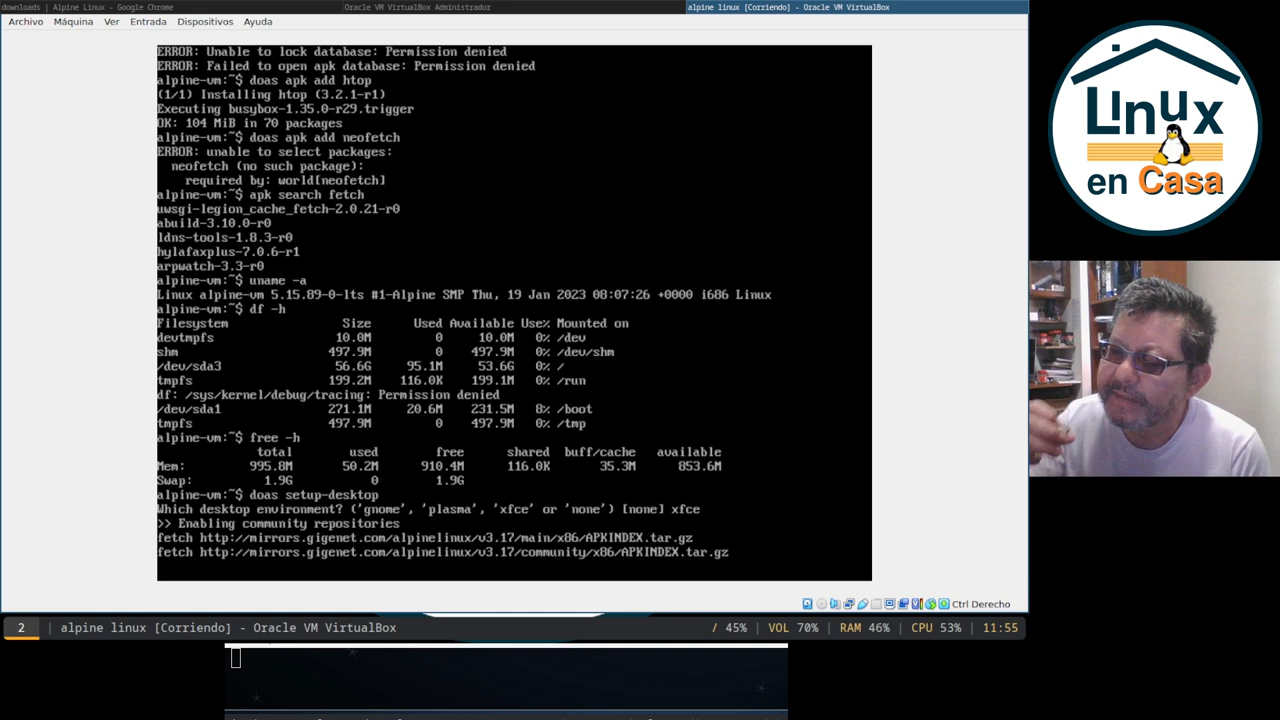 downloads | Alpine Linux - Google Chrome
Oracle VM VirtualBox Administrador
alpine linux [Corriendo] - Oracle VM VirtualBox
Archivo Máquina Ver Entrada Dispositivos Ayuda
ERROR: Unable to lock database: Permission denied
ERROR: Failed to open apk database: Permission denied
alpine-vm:~$ doas apk add htop
(1/1) Installing htop (3.2.1-r1)
Executing busybox-1.35.0-r29.trigger
OK: 104 MiB in 70 packages
alpine-vm:~$ doas apk add neofetch
ERROR: unable to select packages:
neofetch (no such package):
required by: world[neofetch]
alpine-vm:~$ apk search fetch
uwsgi-legion_cache_fetch-2.0.21-r0
abuild-3.10.0-r0
ldns-tools-1.8.3-r0
hylafaxplus-7.0.6-r1
arpwatch-3.3-r0
alpine-vm:~$ uname -a
Linux alpine-vm 5.15.89-0-lts #1-Alpine SMP Thu, 19 Jan 2023 08:07:26 +0000 i686 Linux
alpine-vm:~$ df -h
Filesystem Size Used Available Use% Mounted on
devtmpfs 10.0M 0 10.0M 0% /dev
shm 497.9M 0 497.9M 0% /dev/shm
/dev/sda3 56.6G 95.1M 53.6G 0% /
tmpfs 199.2M 116.0K 199.1M 0% /run
df: /sys/kernel/debug/tracing: Permission denied
/dev/sda1 271.1M 20.6M 231.5M 8% /boot
tmpfs 497.9M 0 497.9M 0% /tmp
alpine-vm:~$ free -h
total used free shared buff/cache available
Mem: 995.8M 50.2M 910.4M 116.0K 35.3M 853.6M
Swap: 1.9G 0 1.9G
alpine-vm:~$ doas setup-desktop
Which desktop environment? ('gnome', 'plasma', 'xfce' or 'none') [none] xfce
>> Enabling community repositories
fetch http://mirrors.gigenet.com/alpinelinux/v3.17/main/x86/APKINDEX.tar.gz
fetch http://mirrors.gigenet.com/alpinelinux/v3.17/community/x86/APKINDEX.tar.gz
Ctrl Derecho
2 | alpine linux [Corriendo] - Oracle VM VirtualBox / 45% | VOL 70% | RAM 46% | CPU 53% | 11:55
Linux
en Casa